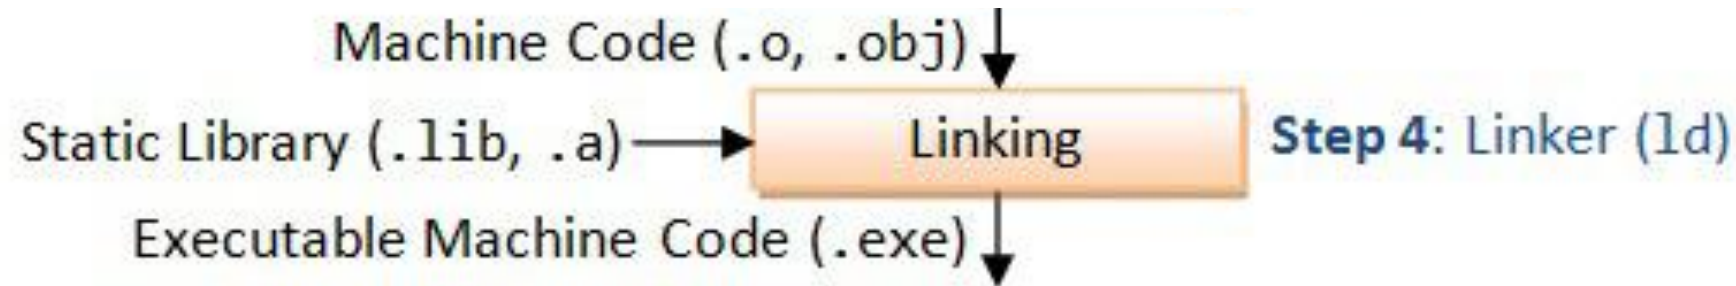 Machine Code (.o, .obj)
Static Library (.lib, .a)
Linking
Step 4: Linker (ld)
Executable Machine Code (.exe)